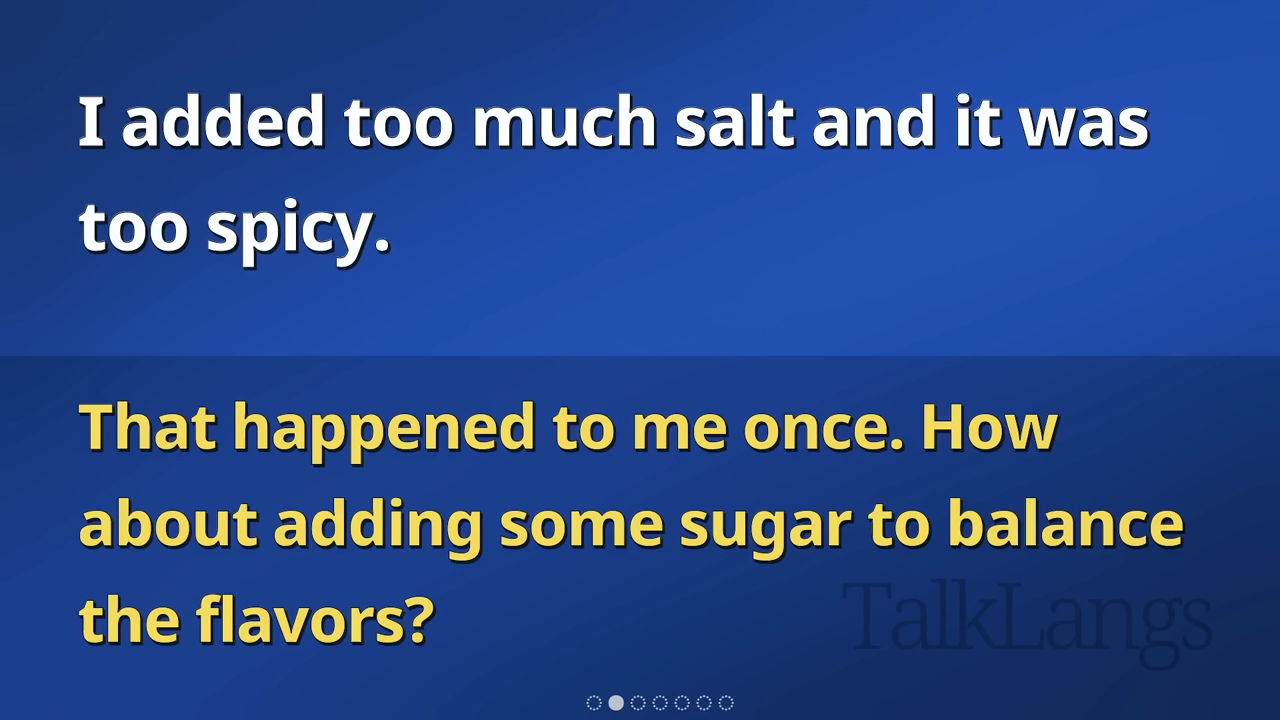 I added too much salt and it was
too spicy.
That happened to me once. How
about adding some sugar to balance
the flavors?
TalkLangs